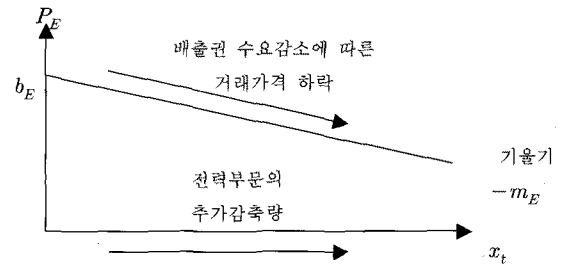 P_E
배출권 수요감소에 따른
거래가격 하락
b_E
기울기
-m_E
전력부문의
추가감축량
x_t